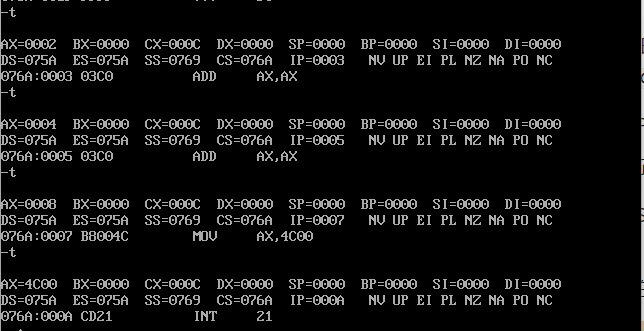 -t
AX=0002 BX=0000 CX=000C DX=0000 SP=0000 BP=0000 SI=0000 DI=0000
DS=075A ES=075A SS=0769 CS=076A IP=0003 NV UP EI PL NZ NA PO NC
076A:0003 03C0 ADD AX,AX
-t
AX=0004 BX=0000 CX=000C DX=0000 SP=0000 BP=0000 SI=0000 DI=0000
DS=075A ES=075A SS=0769 CS=076A IP=0005 NV UP EI PL NZ NA PO NC
076A:0005 03C0 ADD AX,AX
-t
AX=0008 BX=0000 CX=000C DX=0000 SP=0000 BP=0000 SI=0000 DI=0000
DS=075A ES=075A SS=0769 CS=076A IP=0007 NV UP EI PL NZ NA PO NC
076A:0007 B8004C MOV AX,4C00
-t
AX=4C00 BX=0000 CX=000C DX=0000 SP=0000 BP=0000 SI=0000 DI=0000
DS=075A ES=075A SS=0769 CS=076A IP=000A NV UP EI PL NZ NA PO NC
076A:000A CD21 INT 21